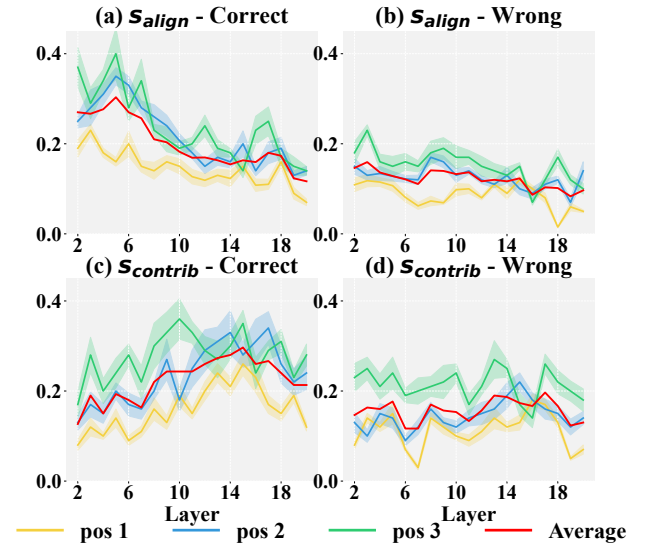 (a) s_align - Correct
(b) s_align - Wrong
0.4
0.2
0.0
2 6 10 14 18
0.4
0.2
0.0
2 6 10 14 18
(c) s_contrib - Correct
(d) s_contrib - Wrong
0.4
0.2
0.0
2 6 10 14 18
Layer
0.4
0.2
0.0
2 6 10 14 18
Layer
pos 1 pos 2 pos 3 Average